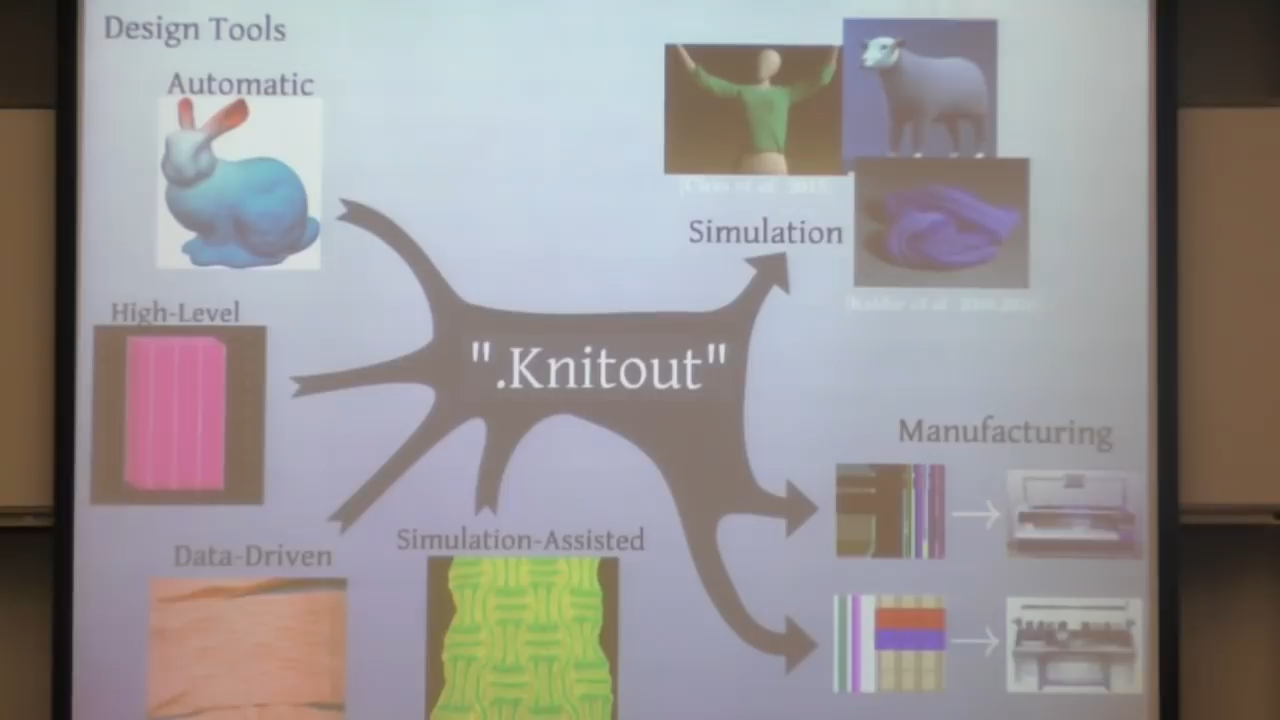 Design Tools
Automatic
Simulation
High-Level
".Knitout"
Manufacturing
Simulation-Assisted
Data-Driven